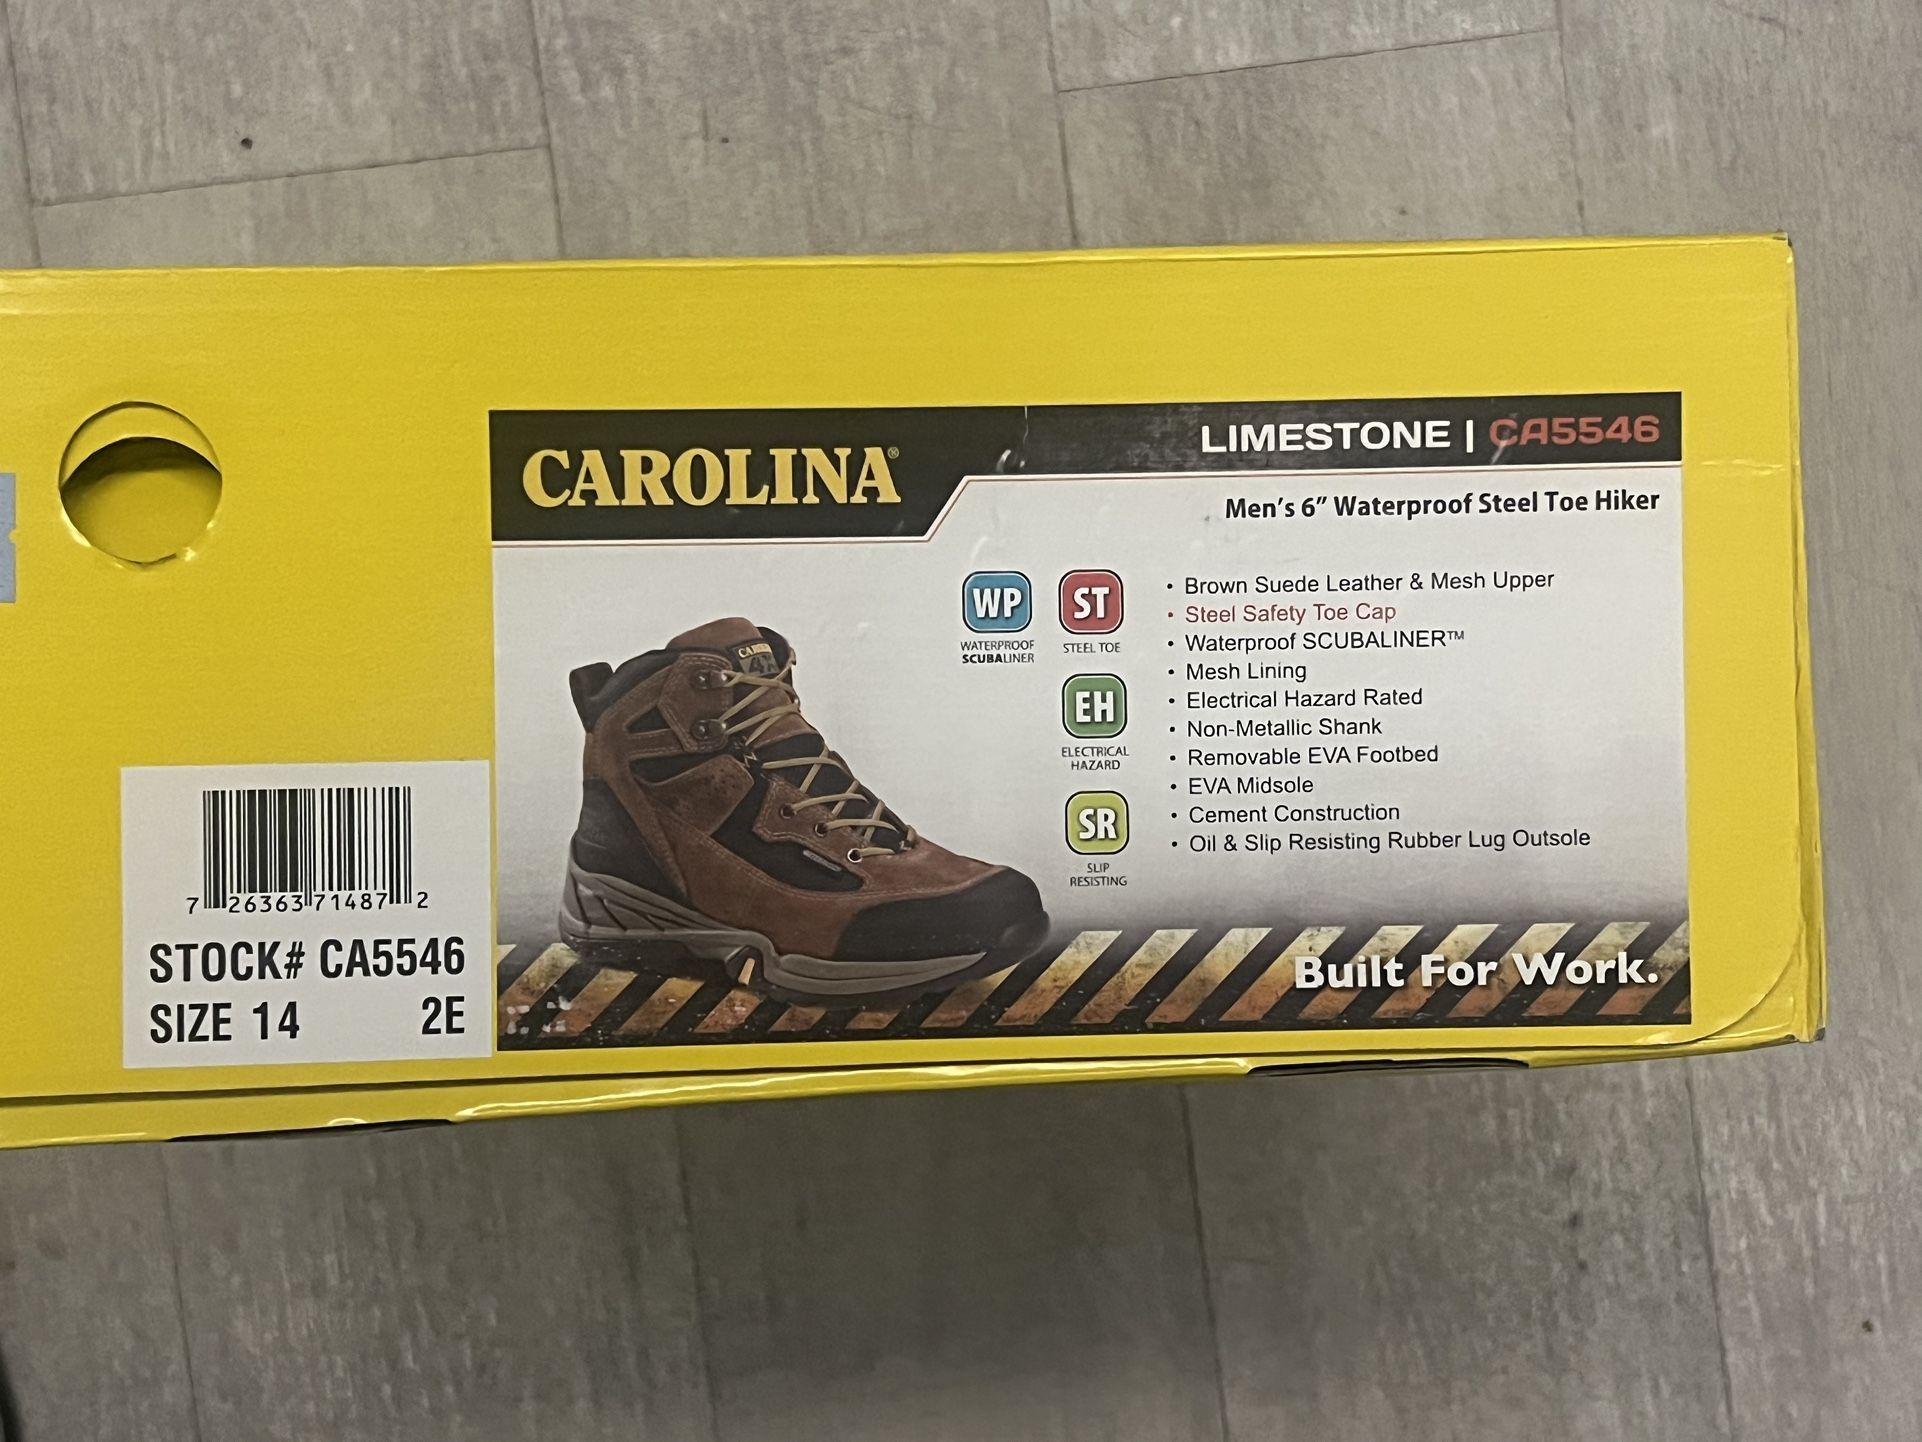 CAROLINA®
LIMESTONE | CA5546
Men's 6" Waterproof Steel Toe Hiker
WP
WATERPROOF
SCUBALINER
ST
STEEL TOE
EH
ELECTRICAL
HAZARD
SR
SLIP
RESISTING
• Brown Suede Leather & Mesh Upper
• Steel Safety Toe Cap
• Waterproof SCUBALINER™
• Mesh Lining
• Electrical Hazard Rated
• Non-Metallic Shank
• Removable EVA Footbed
• EVA Midsole
• Cement Construction
• Oil & Slip Resisting Rubber Lug Outsole
Built For Work.
7 26363 71487 2
STOCK# CA5546
SIZE 14 2E